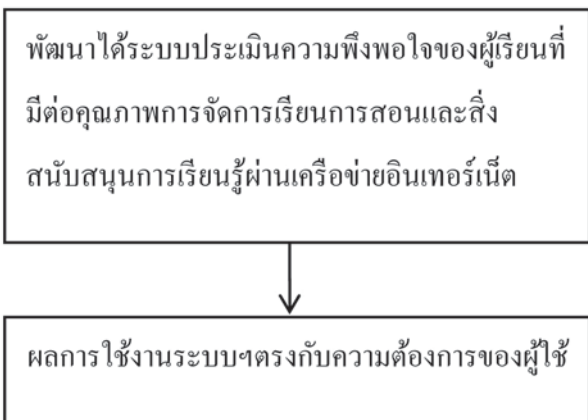 พัฒนาได้ระบบประเมินความพึงพอใจของผู้เรียนที่
มีต่อคุณภาพการจัดการเรียนการสอนและสิ่ง
สนับสนุนการเรียนรู้ผ่านเครือข่ายอินเทอร์เน็ต
ผลการใช้งานระบบฯตรงกับความต้องการของผู้ใช้